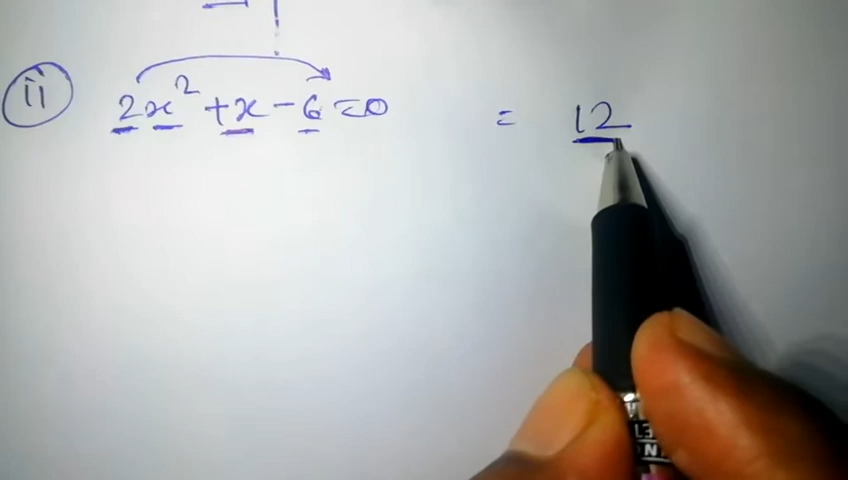 ii 2x² + x - 6 = 0 = 12